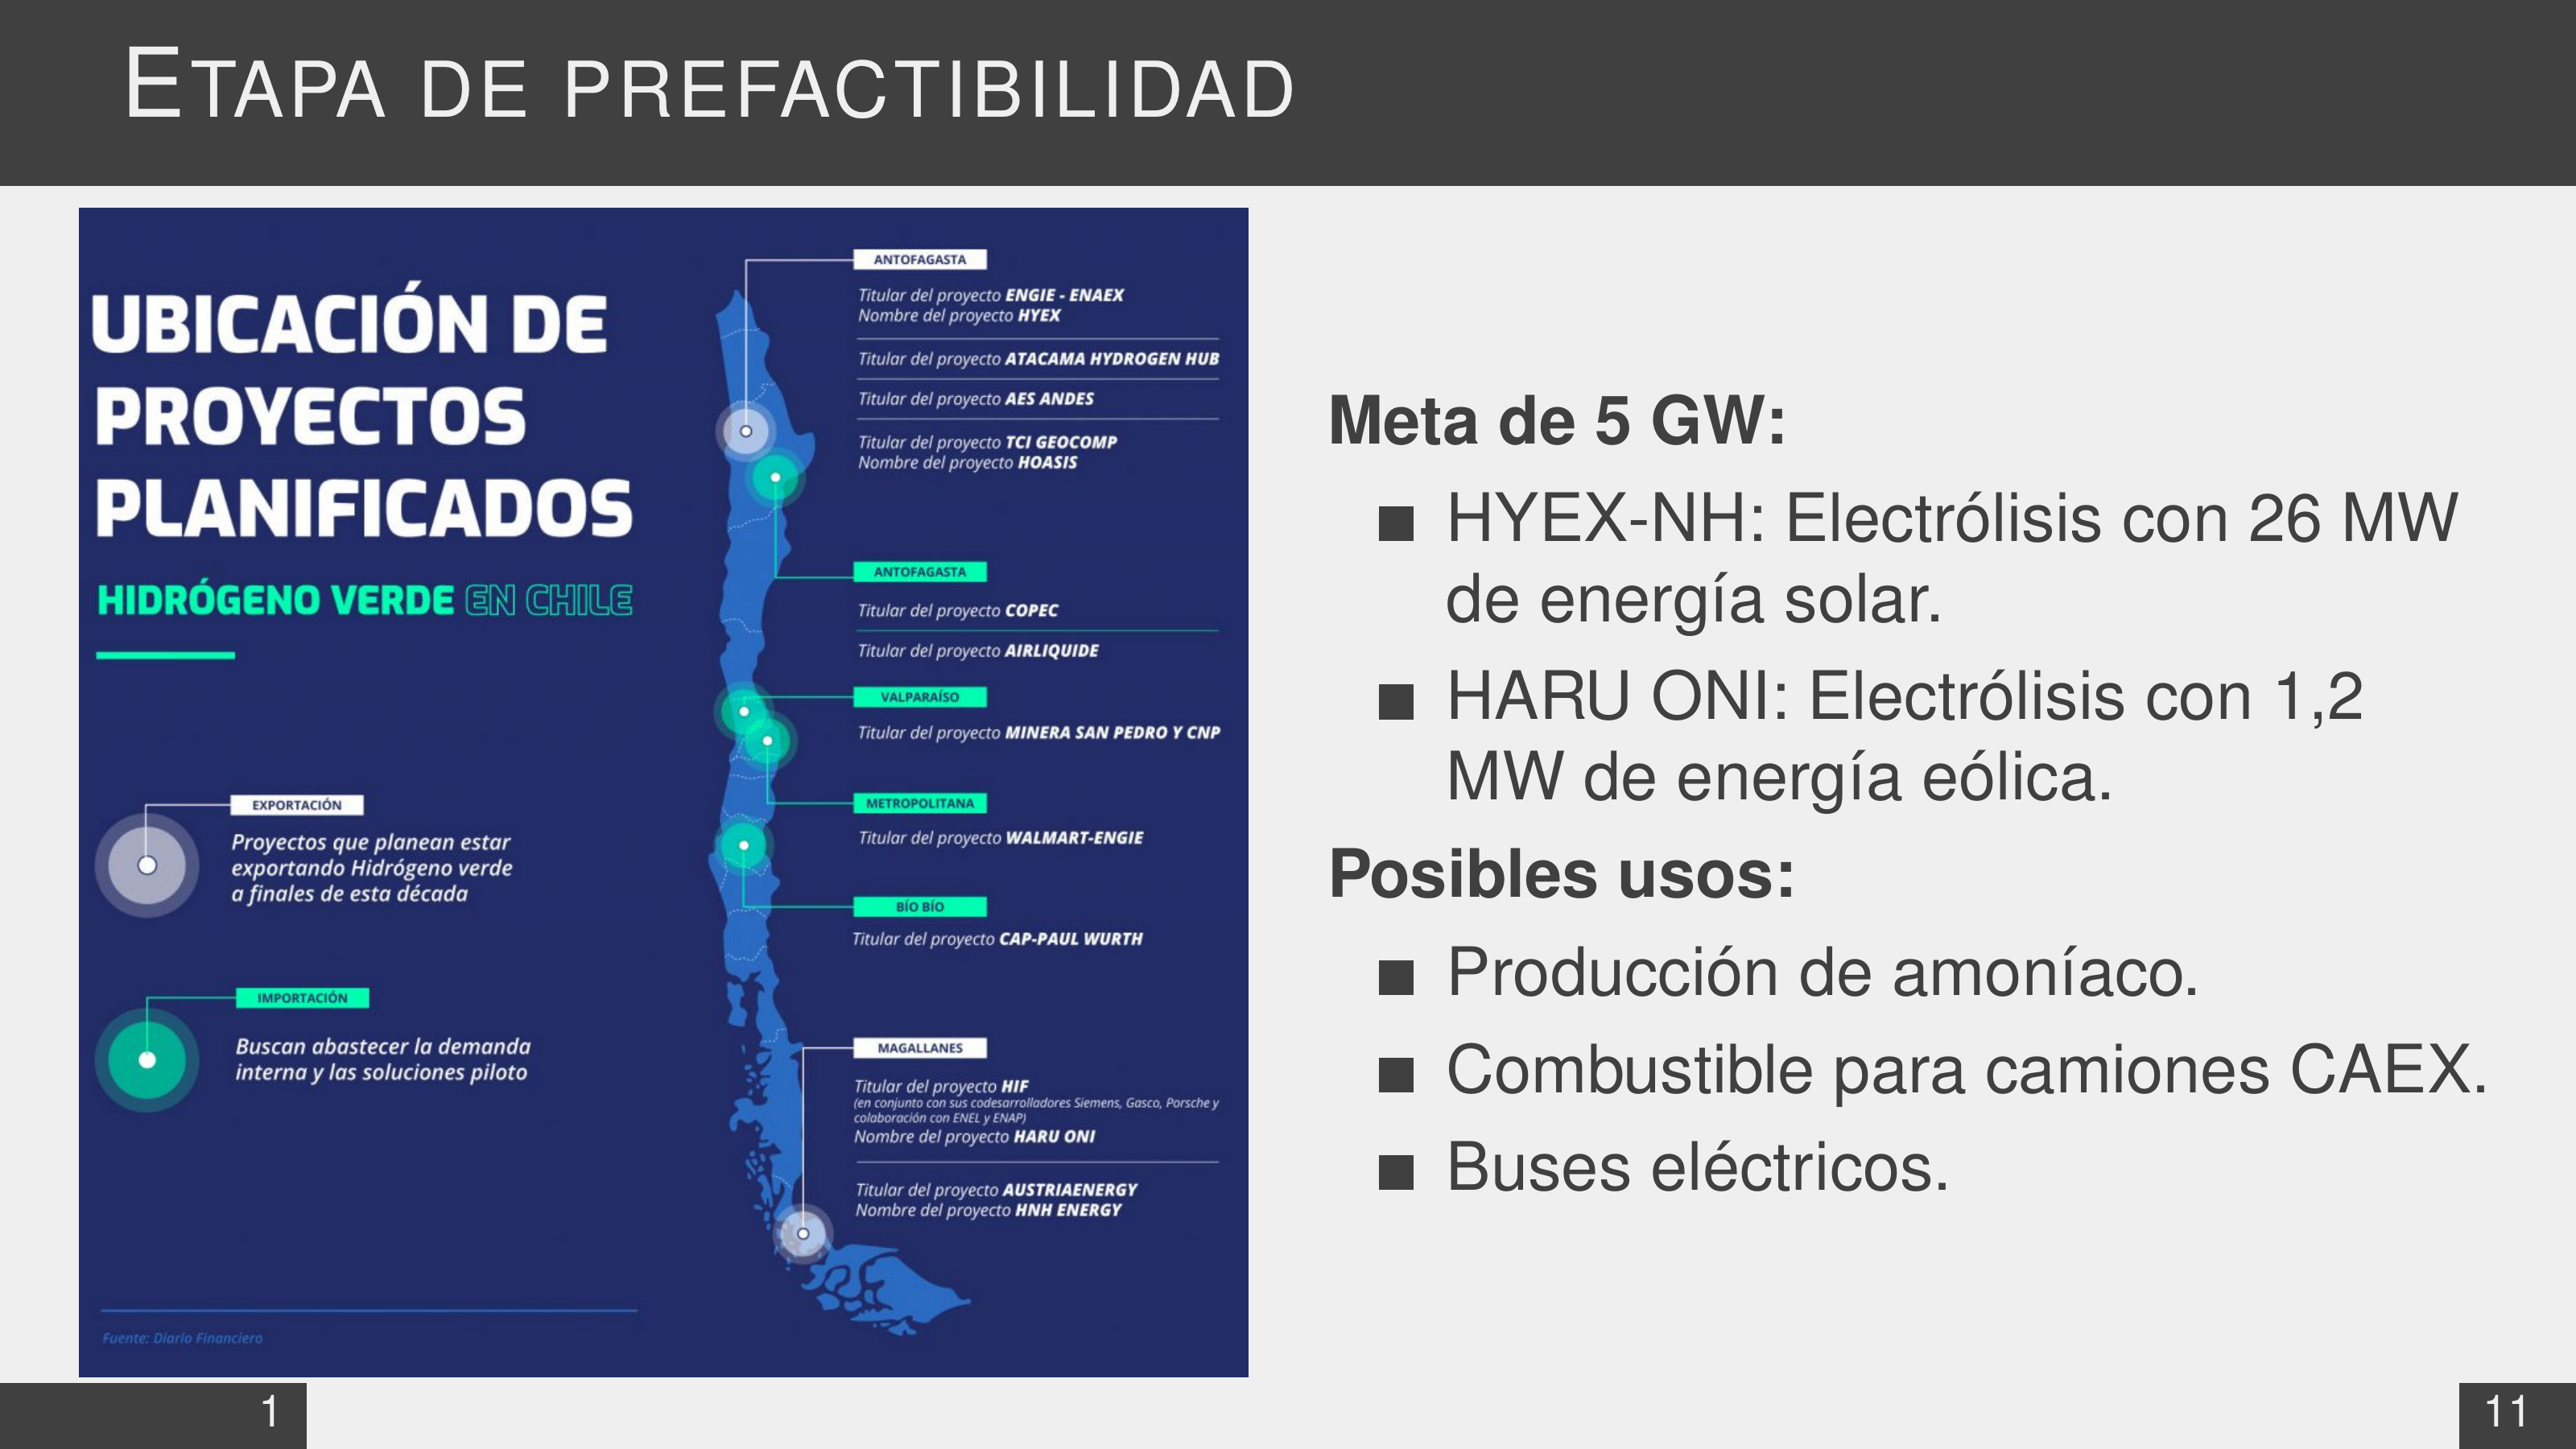 ETAPA DE PREFACTIBILIDAD
UBICACIÓN DE
PROYECTOS
PLANIFICADOS
HIDRÓGENO VERDE EN CHILE
EXPORTACIÓN
Proyectos que planean estar
exportando Hidrógeno verde
a finales de esta década
IMPORTACIÓN
Buscan abastecer la demanda
interna y las soluciones piloto
Fuente: Diario Financiero
ANTOFAGASTA
Titular del proyecto ENGIE - ENAEX
Nombre del proyecto HYEX
Titular del proyecto ATACAMA HYDROGEN HUB
Titular del proyecto AES ANDES
Titular del proyecto TCI GEOCOMP
Nombre del proyecto HOASIS
ANTOFAGASTA
Titular del proyecto COPEC
Titular del proyecto AIRLIQUIDE
VALPARAÍSO
Titular del proyecto MINERA SAN PEDRO Y CNP
METROPOLITANA
Titular del proyecto WALMART-ENGIE
BÍO BÍO
Titular del proyecto CAP-PAUL WURTH
MAGALLANES
Titular del proyecto HIF
(en conjunto con sus codesarrolladores Siemens, Gasco, Porsche y
colaboración con ENEL y ENAP)
Nombre del proyecto HARU ONI
Titular del proyecto AUSTRIAENERGY
Nombre del proyecto HNH ENERGY
Meta de 5 GW:
■ HYEX-NH: Electrólisis con 26 MW
de energía solar.
■ HARU ONI: Electrólisis con 1,2
MW de energía eólica.
Posibles usos:
■ Producción de amoníaco.
■ Combustible para camiones CAEX.
■ Buses eléctricos.
1
11